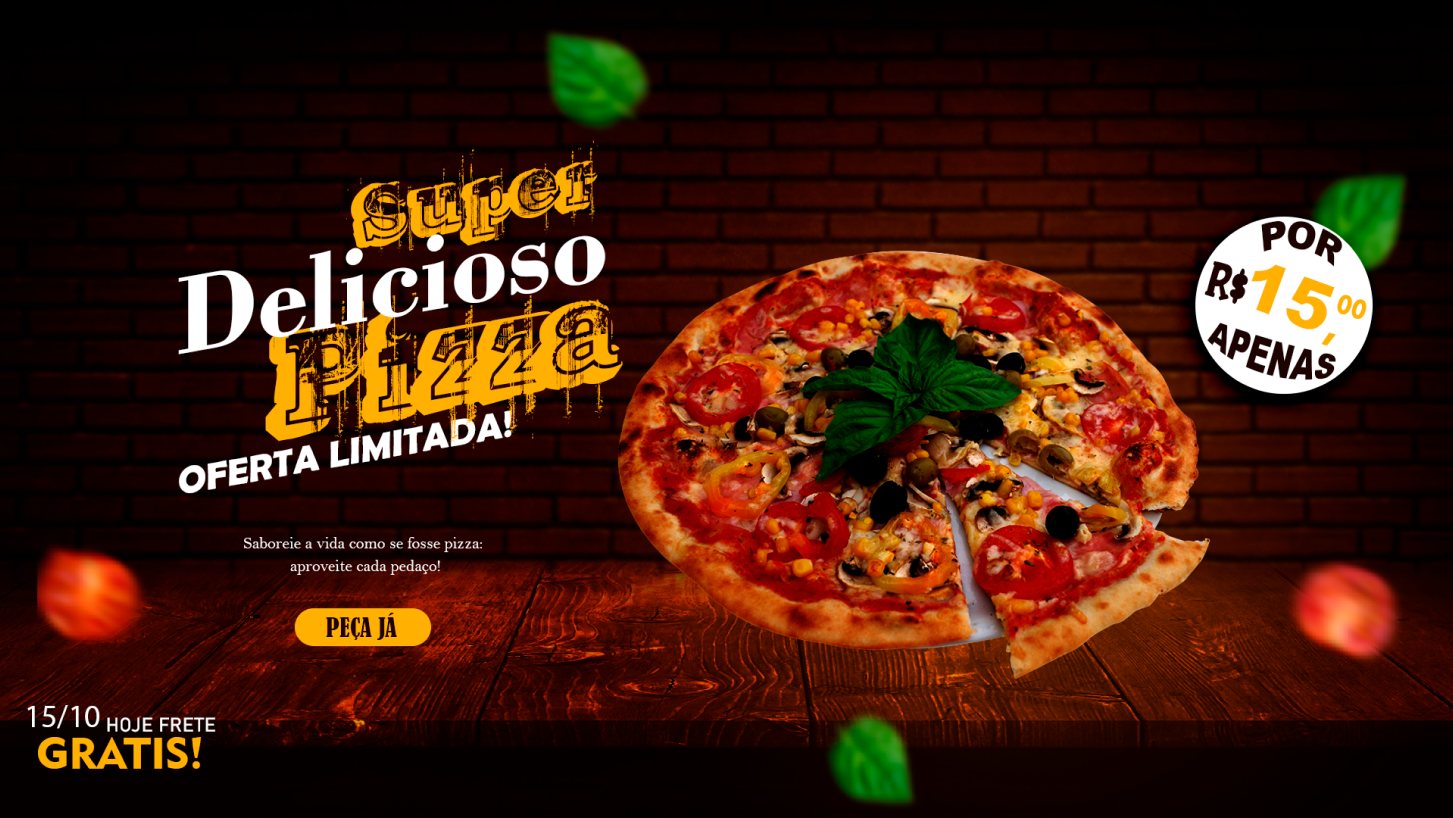 Super
Delicioso
Pizza
OFERTA LIMITADA!
Saboreie a vida como se fosse pizza:
aproveite cada pedaço!
PEÇA JÁ
POR
R$15,00
APENAS
15/10 HOJE FRETE
GRATIS!